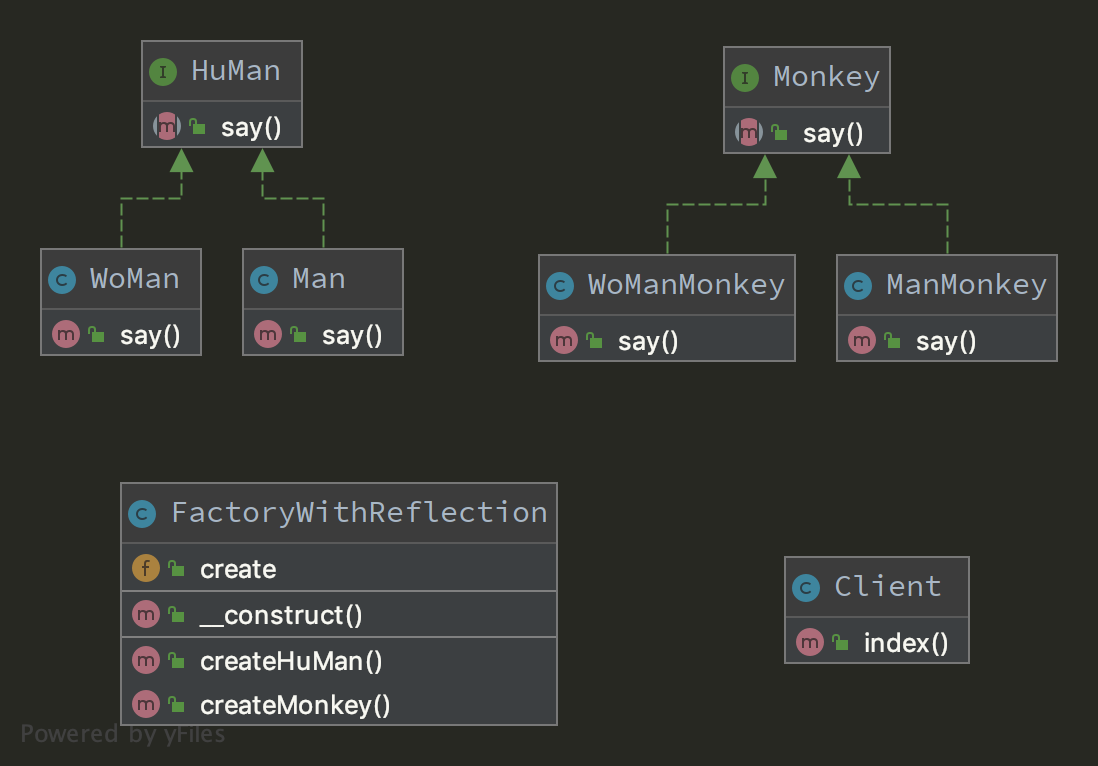 I HuMan
m say()
I Monkey
m say()
C WoMan
m say()
C Man
m say()
C WoManMonkey
m say()
C ManMonkey
m say()
C FactoryWithReflection
f create
m __construct()
m createHuMan()
m createMonkey()
C Client
m index()
Powered by yFiles